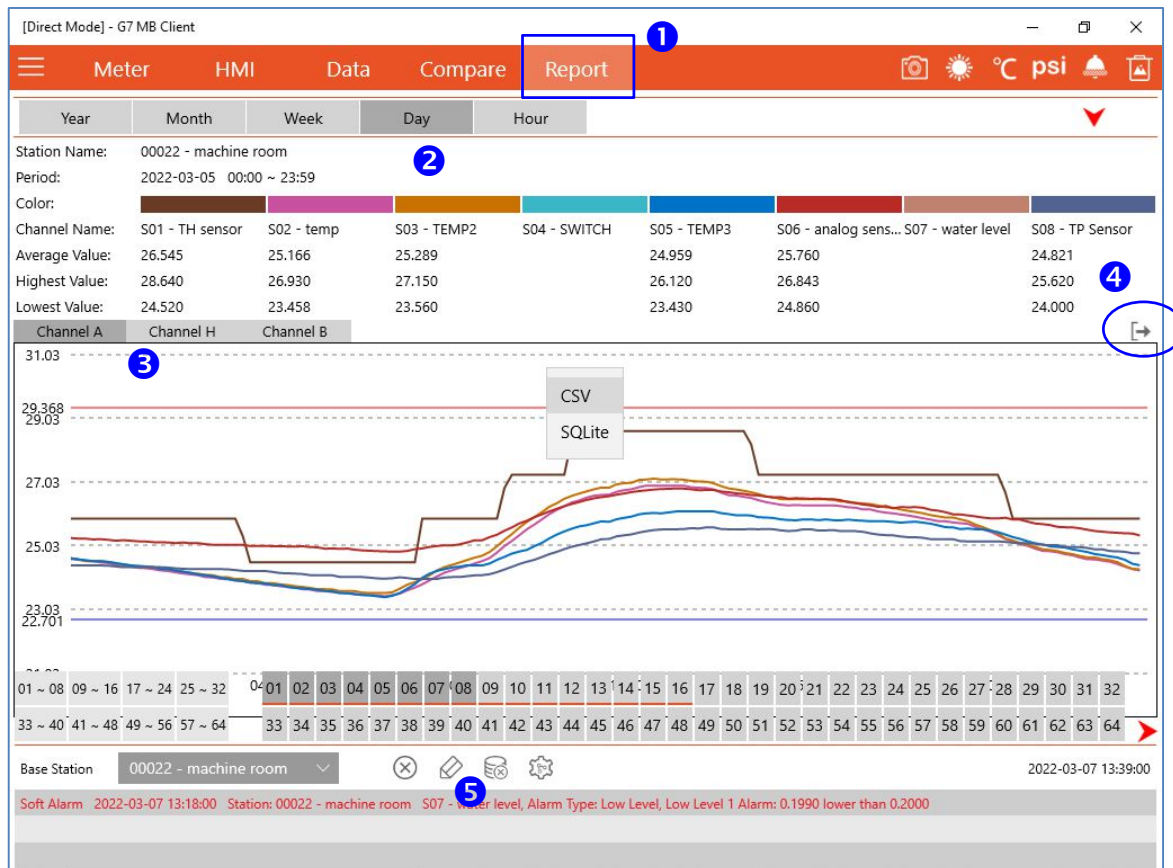 [Direct Mode] - G7 MB Client
1
Meter HMI Data Compare Report °C psi
Year Month Week Day Hour
Station Name: 00022 - machine room
2
Period: 2022-03-05 00:00 ~ 23:59
Color:
Channel Name: S01 - TH sensor S02 - temp S03 - TEMP2 S04 - SWITCH S05 - TEMP3 S06 - analog sens... S07 - water level S08 - TP Sensor
Average Value: 26.545 25.166 25.289 24.959 25.760 24.821
Highest Value: 28.640 26.930 27.150 26.120 26.843 25.620
4
Lowest Value: 24.520 23.458 23.560 23.430 24.860 24.000
Channel A Channel H Channel B
31.03
3
CSV
29.368
29.03
SQLite
27.03
25.03
23.03
22.701
01 ~ 08 09 ~ 16 17 ~ 24 25 ~ 32 01 02 03 04 05 06 07 08 09 10 11 12 13 14 15 16 17 18 19 20 21 22 23 24 25 26 27 28 29 30 31 32
33 ~ 40 41 ~ 48 49 ~ 56 57 ~ 64 33 34 35 36 37 38 39 40 41 42 43 44 45 46 47 48 49 50 51 52 53 54 55 56 57 58 59 60 61 62 63 64
Base Station 00022 - machine room 2022-03-07 13:39:00
5
Soft Alarm 2022-03-07 13:18:00 Station: 00022 - machine room S07 - water level, Alarm Type: Low Level, Low Level 1 Alarm: 0.1990 lower than 0.2000